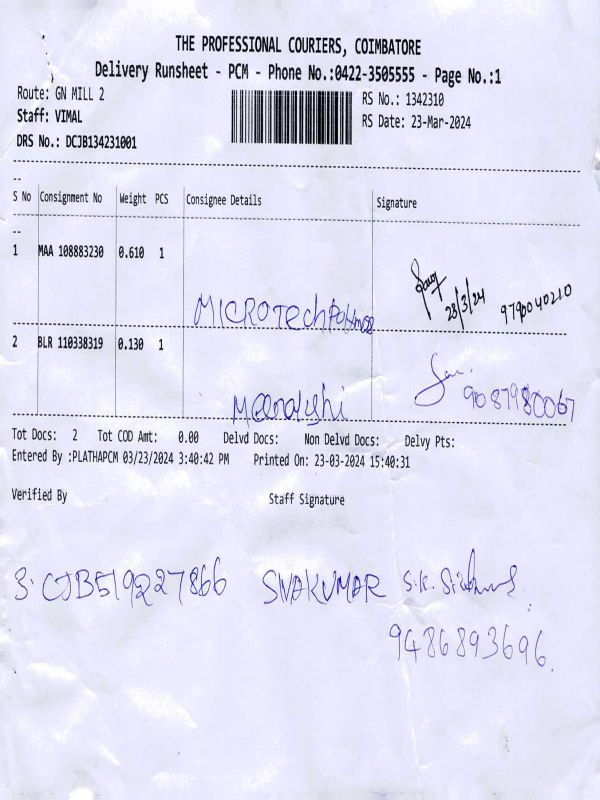 THE PROFESSIONAL COURIERS, COIMBATORE
Delivery Runsheet - PCM - Phone No.:0422-3505555 - Page No.:1
Route: GN MILL 2 RS No.: 1342310
Staff: VIMAL RS Date: 23-Mar-2024
DRS No.: DCJB134231001
--
S No Consignment No Weight PCS Consignee Details Signature
--
1 MAA 108883230 0.610 1
28/3/24 9790040210
MICROTech
2 BLR 110338319 0.130 1
9087980067
Meenakshi
Tot Docs: 2 Tot COD Amt: 0.00 Delvd Docs: Non Delvd Docs: Delvy Pts:
Entered By :PLATHAPCM 03/23/2024 3:40:42 PM Printed On: 23-03-2024 15:40:31
Verified By Staff Signature
3. CJB519227866 SIVAKUMAR S.K.
9486893696